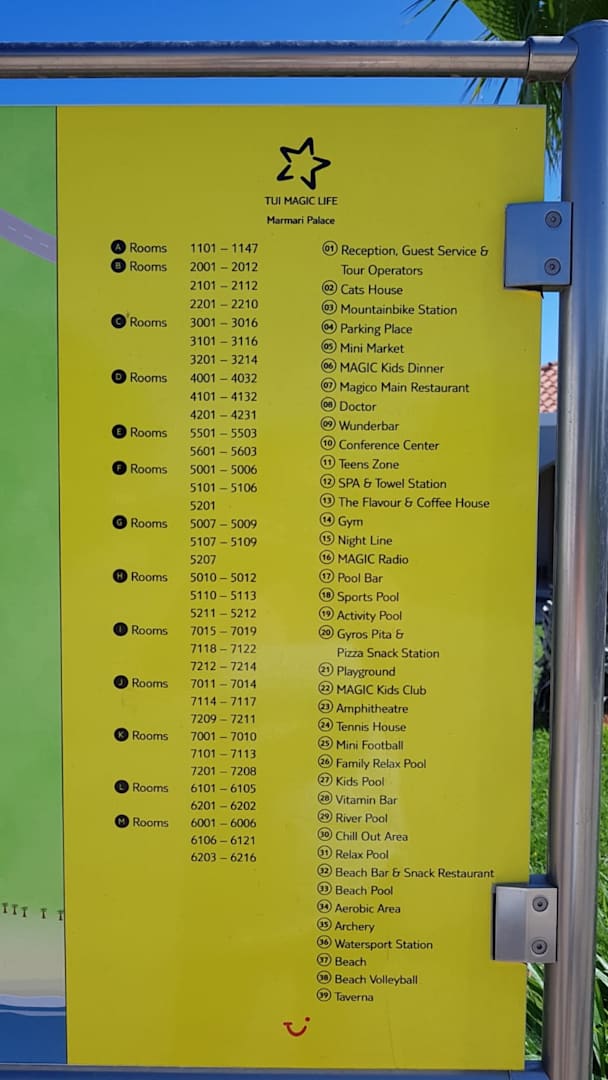 TUI MAGIC LIFE
Marmari Palace
A Rooms 1101 – 1147
B Rooms 2001 – 2012
2101 – 2112
2201 – 2210
C Rooms 3001 – 3016
3101 – 3116
3201 – 3214
D Rooms 4001 – 4032
4101 – 4132
4201 – 4231
E Rooms 5501 – 5503
5601 – 5603
F Rooms 5001 – 5006
5101 – 5106
5201
G Rooms 5007 – 5009
5107 – 5109
5207
H Rooms 5010 – 5012
5110 – 5113
5211 – 5212
I Rooms 7015 – 7019
7118 – 7122
7212 – 7214
J Rooms 7011 – 7014
7114 – 7117
7209 – 7211
K Rooms 7001 – 7010
7101 – 7113
7201 – 7208
L Rooms 6101 – 6105
6201 – 6202
M Rooms 6001 – 6006
6106 – 6121
6203 – 6216
01 Reception, Guest Service &
Tour Operators
02 Cats House
03 Mountainbike Station
04 Parking Place
05 Mini Market
06 MAGIC Kids Dinner
07 Magico Main Restaurant
08 Doctor
09 Wunderbar
10 Conference Center
11 Teens Zone
12 SPA & Towel Station
13 The Flavour & Coffee House
14 Gym
15 Night Line
16 MAGIC Radio
17 Pool Bar
18 Sports Pool
19 Activity Pool
20 Gyros Pita &
Pizza Snack Station
21 Playground
22 MAGIC Kids Club
23 Amphitheatre
24 Tennis House
25 Mini Football
26 Family Relax Pool
27 Kids Pool
28 Vitamin Bar
29 River Pool
30 Chill Out Area
31 Relax Pool
32 Beach Bar & Snack Restaurant
33 Beach Pool
34 Aerobic Area
35 Archery
36 Watersport Station
37 Beach
38 Beach Volleyball
39 Taverna